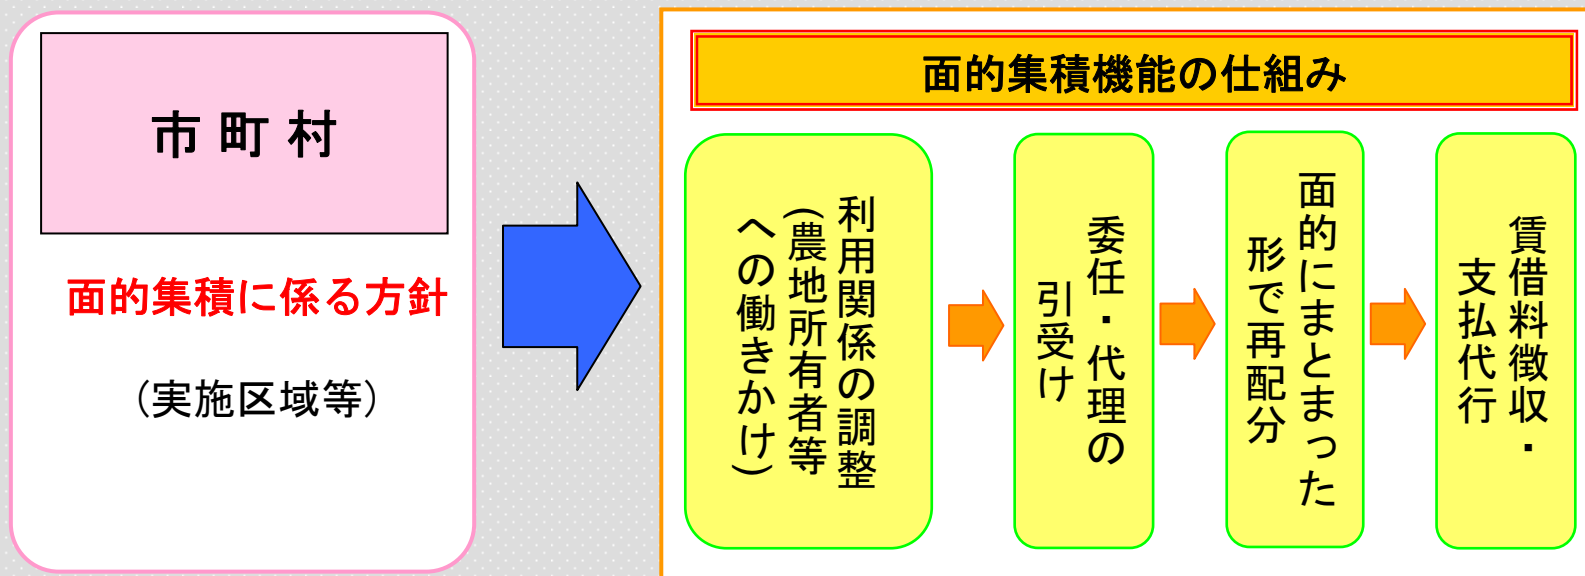 市町村
面的集積に係る方針
（実施区域等）
面的集積機能の仕組み
利用関係の調整
（農地所有者等
への働きかけ）
委任・代理の
引受け
面的にまとまった
形で再配分
賃借料徴収・
支払代行